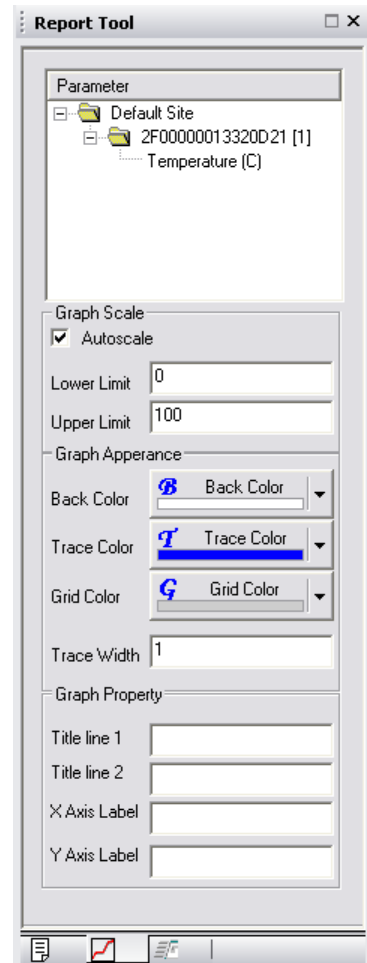 Report Tool
Parameter
Default Site
2F00000013320D21 [1]
Temperature (C)
Graph Scale
Autoscale
Lower Limit 0
Upper Limit 100
Graph Apperance
Back Color B Back Color
Trace Color T Trace Color
Grid Color G Grid Color
Trace Width 1
Graph Property
Title line 1
Title line 2
X Axis Label
Y Axis Label